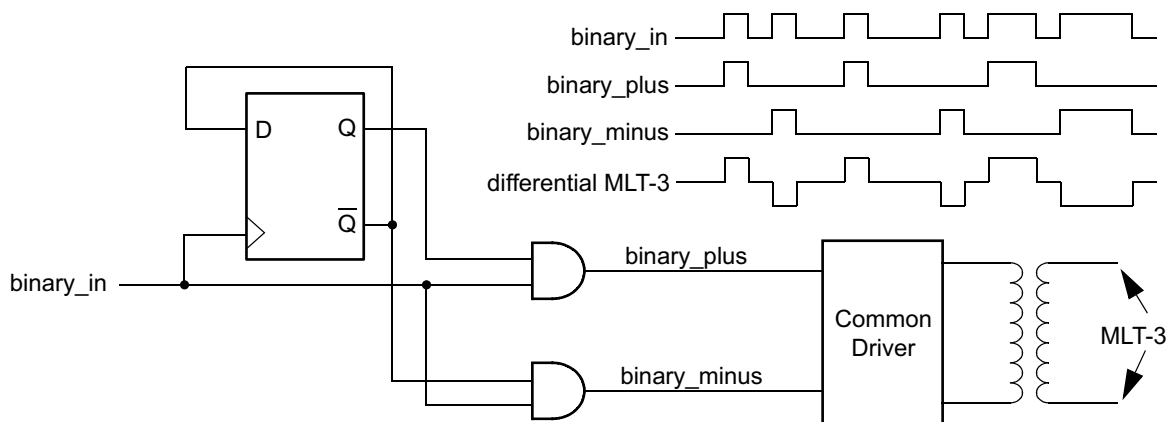 binary_in
binary_plus
binary_minus
differential MLT-3
D Q
Q̅
binary_in
binary_plus
binary_minus
Common
Driver
MLT-3